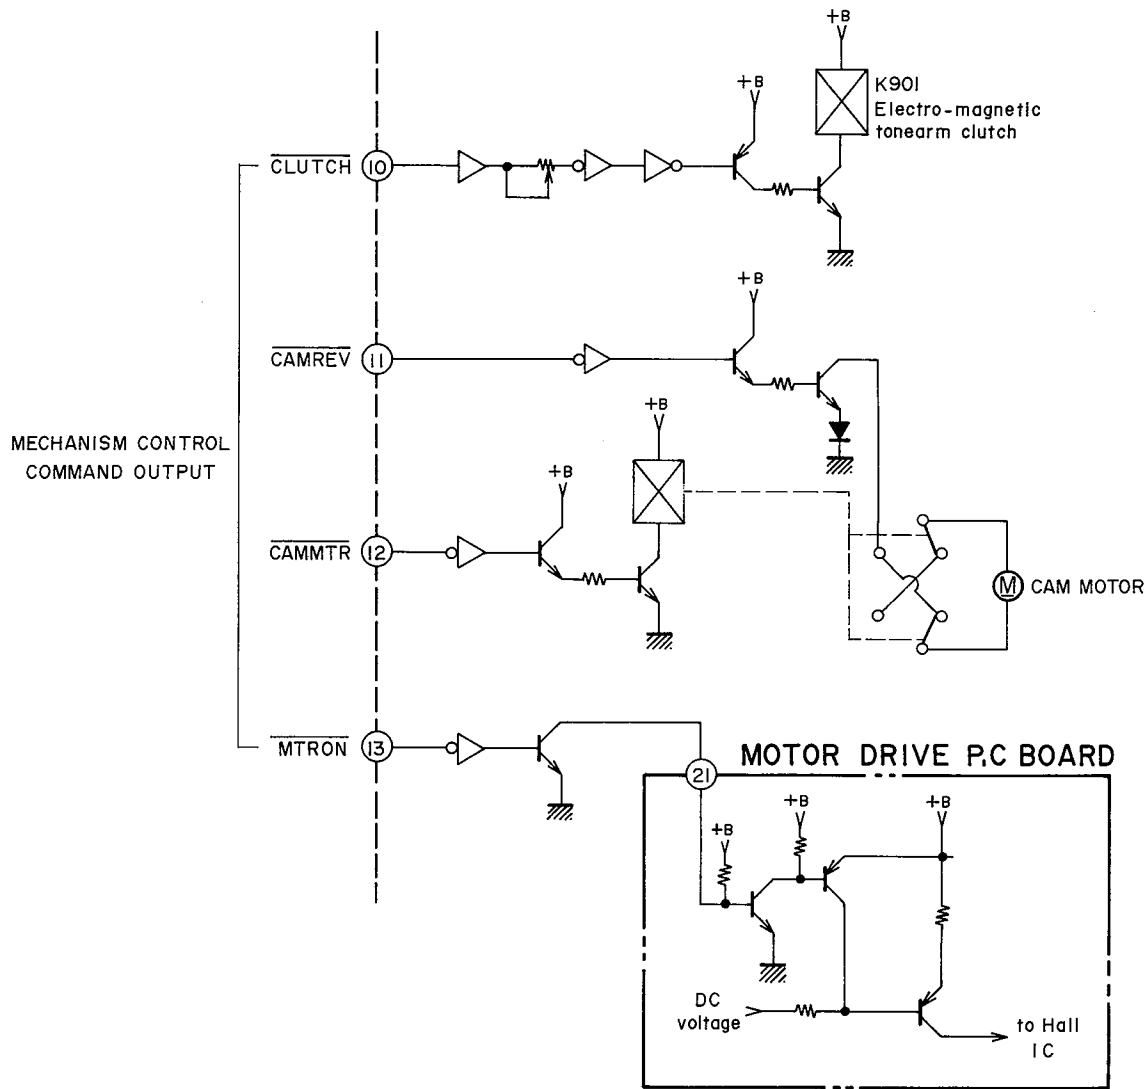 +B
+B
K901
Electro-magnetic
tonearm clutch
CLUTCH 10
+B
CAMREV 11
+B
MECHANISM CONTROL
COMMAND OUTPUT
+B
CAMMTR 12
M CAM MOTOR
MTRON 13
MOTOR DRIVE P.C BOARD
21
+B
+B
+B
DC
voltage
to Hall
IC